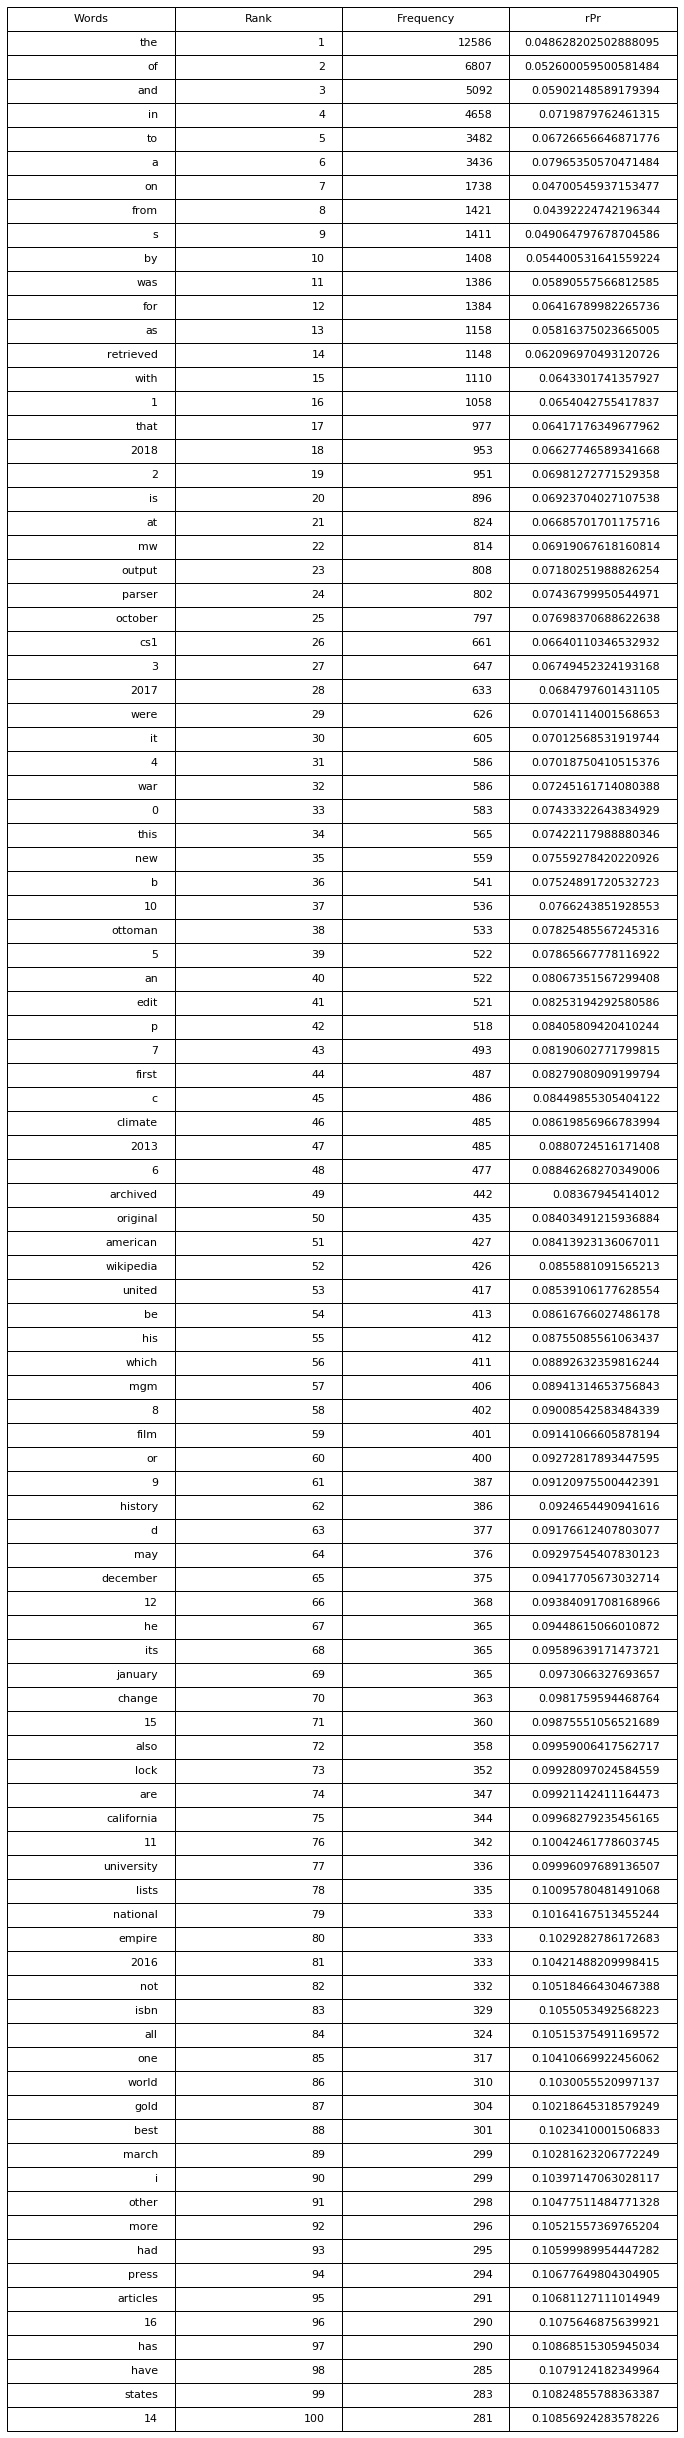 Words Rank Frequency rPr
the 1 12586 0.048628202502888095
of 2 6807 0.052600059500581484
and 3 5092 0.05902148589179394
in 4 4658 0.0719879762461315
to 5 3482 0.06726656646871776
a 6 3436 0.07965350570471484
on 7 1738 0.04700545937153477
from 8 1421 0.04392224742196344
s 9 1411 0.049064797678704586
by 10 1408 0.054400531641559224
was 11 1386 0.05890557566812585
for 12 1384 0.06416789982265736
as 13 1158 0.05816375023665005
retrieved 14 1148 0.062096970493120726
with 15 1110 0.0643301741357927
1 16 1058 0.0654042755417837
that 17 977 0.06417176349677962
2018 18 953 0.06627746589341668
2 19 951 0.06981272771529358
is 20 896 0.06923704027107538
at 21 824 0.06685701701175716
mw 22 814 0.06919067618160814
output 23 808 0.07180251988826254
parser 24 802 0.07436799950544971
october 25 797 0.07698370688622638
cs1 26 661 0.06640110346532932
3 27 647 0.06749452324193168
2017 28 633 0.0684797601431105
were 29 626 0.07014114001568653
it 30 605 0.07012568531919744
4 31 586 0.07018750410515376
war 32 586 0.07245161714080388
0 33 583 0.07433322643834929
this 34 565 0.07422117988880346
new 35 559 0.07559278420220926
b 36 541 0.07524891720532723
10 37 536 0.0766243851928553
ottoman 38 533 0.07825485567245316
5 39 522 0.07865667778116922
an 40 522 0.08067351567299408
edit 41 521 0.08253194292580586
p 42 518 0.08405809420410244
7 43 493 0.08190602771799815
first 44 487 0.08279080909199794
c 45 486 0.08449855305404122
climate 46 485 0.08619856966783994
2013 47 485 0.0880724516171408
6 48 477 0.08846268270349006
archived 49 442 0.08367945414012
original 50 435 0.08403491215936884
american 51 427 0.08413923136067011
wikipedia 52 426 0.0855881091565213
united 53 417 0.08539106177628554
be 54 413 0.08616766027486178
his 55 412 0.08755085561063437
which 56 411 0.08892632359816244
mgm 57 406 0.08941314653756843
8 58 402 0.09008542583484339
film 59 401 0.09141066605878194
or 60 400 0.09272817893447595
9 61 387 0.09120975500442391
history 62 386 0.0924654490941616
d 63 377 0.09176612407803077
may 64 376 0.09297545407830123
december 65 375 0.09417705673032714
12 66 368 0.09384091708168966
he 67 365 0.09448615066010872
its 68 365 0.09589639171473721
january 69 365 0.0973066327693657
change 70 363 0.0981759594468764
15 71 360 0.09875551056521689
also 72 358 0.09959006417562717
lock 73 352 0.09928097024584559
are 74 347 0.09921142411164473
california 75 344 0.09968279235456165
11 76 342 0.10042461778603745
university 77 336 0.09996097689136507
lists 78 335 0.10095780481491068
national 79 333 0.10164167513455244
empire 80 333 0.1029282786172683
2016 81 333 0.10421488209998415
not 82 332 0.10518466430467388
isbn 83 329 0.1055053492568223
all 84 324 0.10515375491169572
one 85 317 0.10410669922456062
world 86 310 0.1030055520997137
gold 87 304 0.10218645318579249
best 88 301 0.1023410001506833
march 89 299 0.10281623206772249
i 90 299 0.10397147063028117
other 91 298 0.10477511484771328
more 92 296 0.10521557369765204
had 93 295 0.10599989954447282
press 94 294 0.10677649804304905
articles 95 291 0.10681127111014949
16 96 290 0.1075646875639921
has 97 290 0.10868515305945034
have 98 285 0.1079124182349964
states 99 283 0.10824855788363387
14 100 281 0.10856924283578226